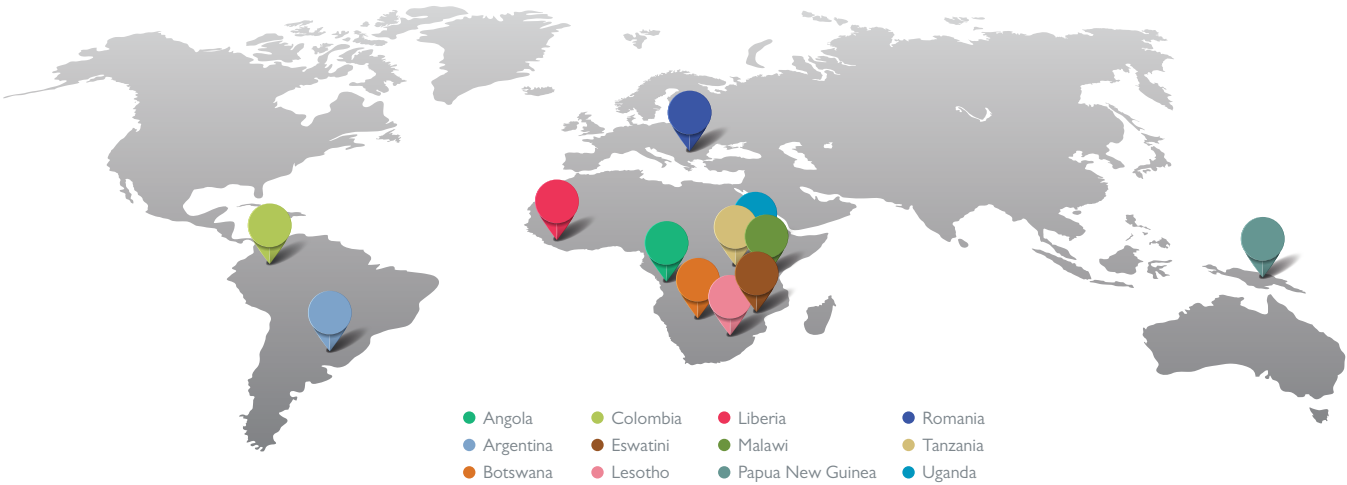 Angola Colombia Liberia Romania
Argentina Eswatini Malawi Tanzania
Botswana Lesotho Papua New Guinea Uganda